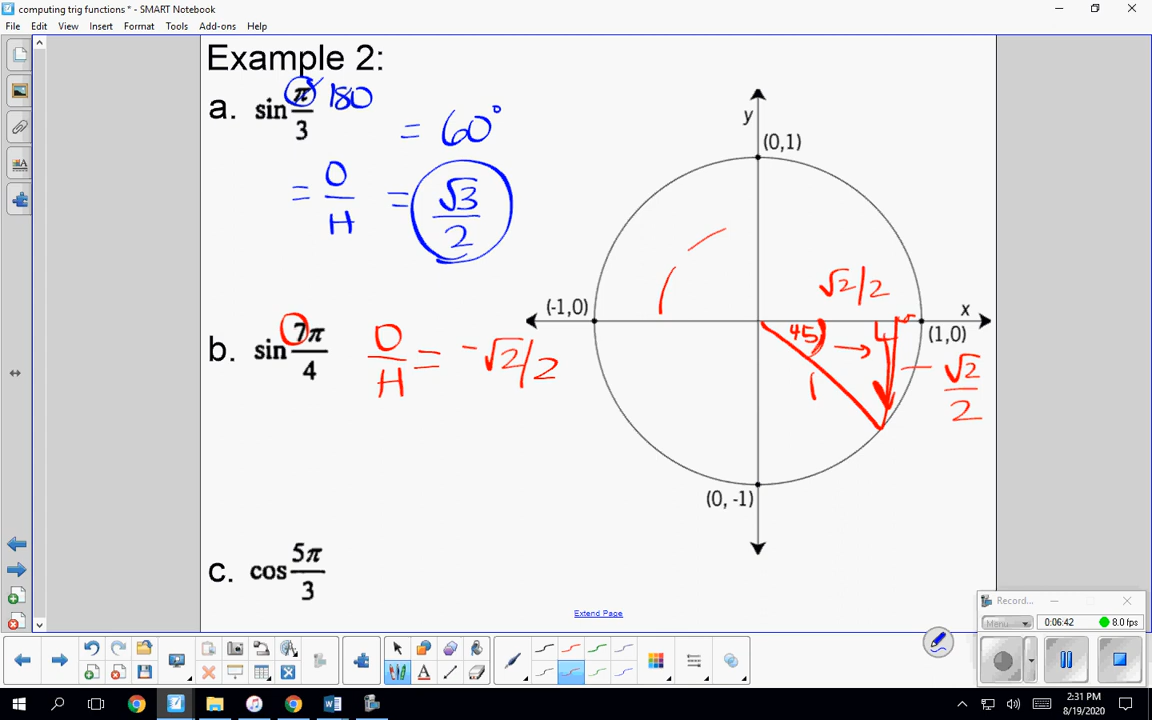 computing trig functions * - SMART Notebook
File Edit View Insert Format Tools Add-ons Help
Example 2:
a. sin π/3 180
= 60°
= O/H = √3/2
b. sin 7π/4 O/H = -√2/2
c. cos 5π/3
y
(0,1)
√2/2
(-1,0)
x
45
(1,0)
1
-√2/2
(0, -1)
Extend Page
Record...
Menu
0:06:42
8.0 fps
A
W
2:31 PM
8/19/2020